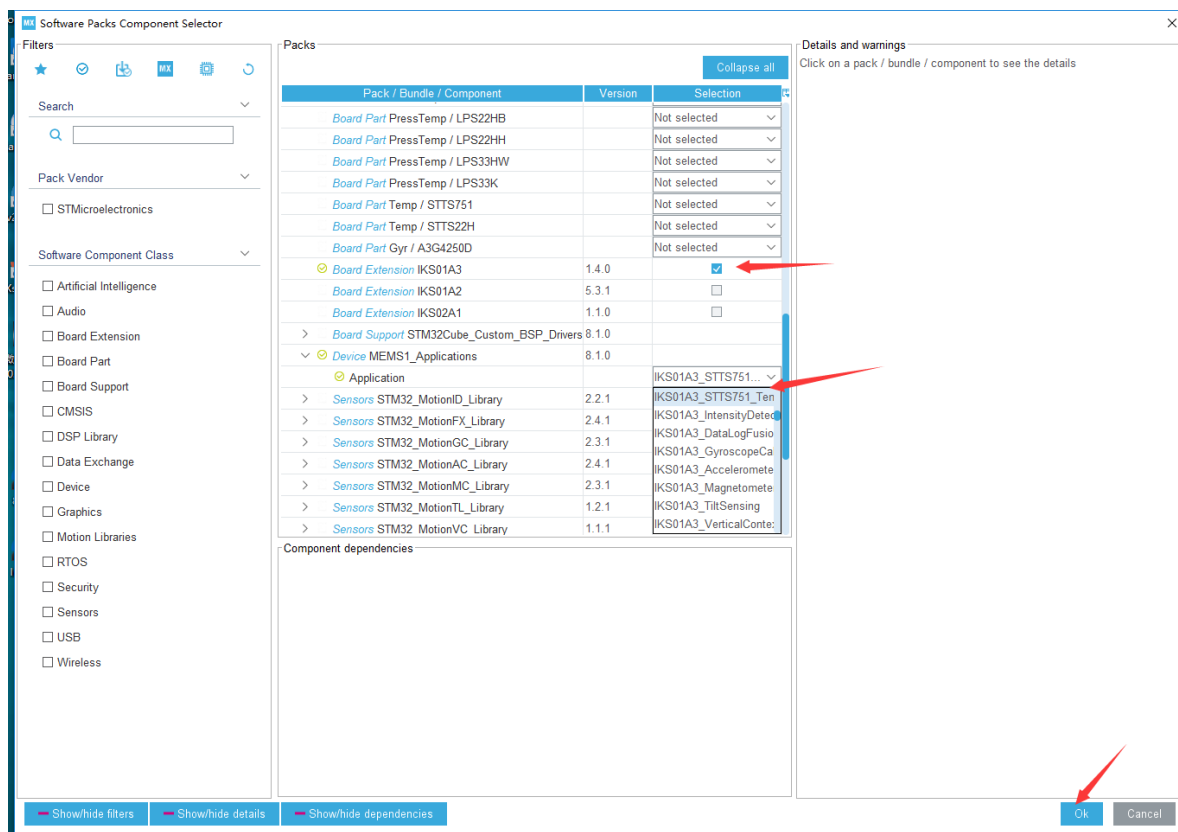 MX Software Packs Component Selector
Filters
MX
Search
Pack Vendor
STMicroelectronics
Software Component Class
Artificial Intelligence
Audio
Board Extension
Board Part
Board Support
CMSIS
DSP Library
Data Exchange
Device
Graphics
Motion Libraries
RTOS
Security
Sensors
USB
Wireless
Packs
Collapse all
Pack / Bundle / Component Version Selection
Board Part PressTemp / LPS22HB Not selected
Board Part PressTemp / LPS22HH Not selected
Board Part PressTemp / LPS33HW Not selected
Board Part PressTemp / LPS33K Not selected
Board Part Temp / STTS751 Not selected
Board Part Temp / STTS22H Not selected
Board Part Gyr / A3G4250D Not selected
Board Extension IKS01A3 1.4.0
Board Extension IKS01A2 5.3.1
Board Extension IKS02A1 1.1.0
Board Support STM32Cube_Custom_BSP_Drivers 8.1.0
Device MEMS1_Applications 8.1.0
Application IKS01A3_STTS751...
Sensors STM32_MotionID_Library 2.2.1
Sensors STM32_MotionFX_Library 2.4.1
Sensors STM32_MotionGC_Library 2.3.1
Sensors STM32_MotionAC_Library 2.4.1
Sensors STM32_MotionMC_Library 2.3.1
Sensors STM32_MotionTL_Library 1.2.1
Sensors STM32_MotionVC_Library 1.1.1
IKS01A3_STTS751_Ten
IKS01A3_IntensityDetec
IKS01A3_DataLogFusio
IKS01A3_GyroscopeCa
IKS01A3_Acceleromete
IKS01A3_Magnetomete
IKS01A3_TiltSensing
IKS01A3_VerticalConte
Component dependencies
Details and warnings
Click on a pack / bundle / component to see the details
Show/hide filters
Show/hide details
Show/hide dependencies
Ok
Cancel